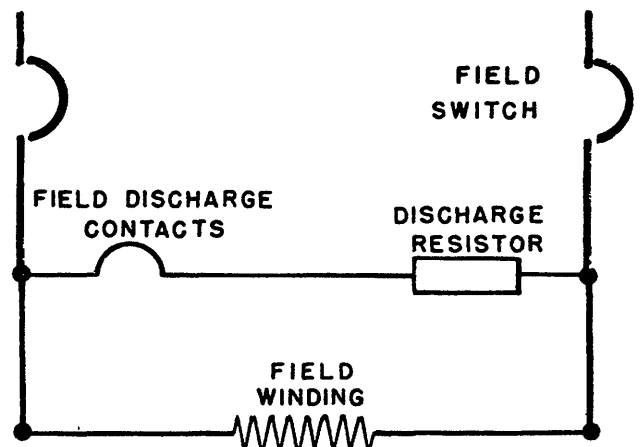 FIELD
SWITCH
FIELD DISCHARGE
CONTACTS
DISCHARGE
RESISTOR
FIELD
WINDING